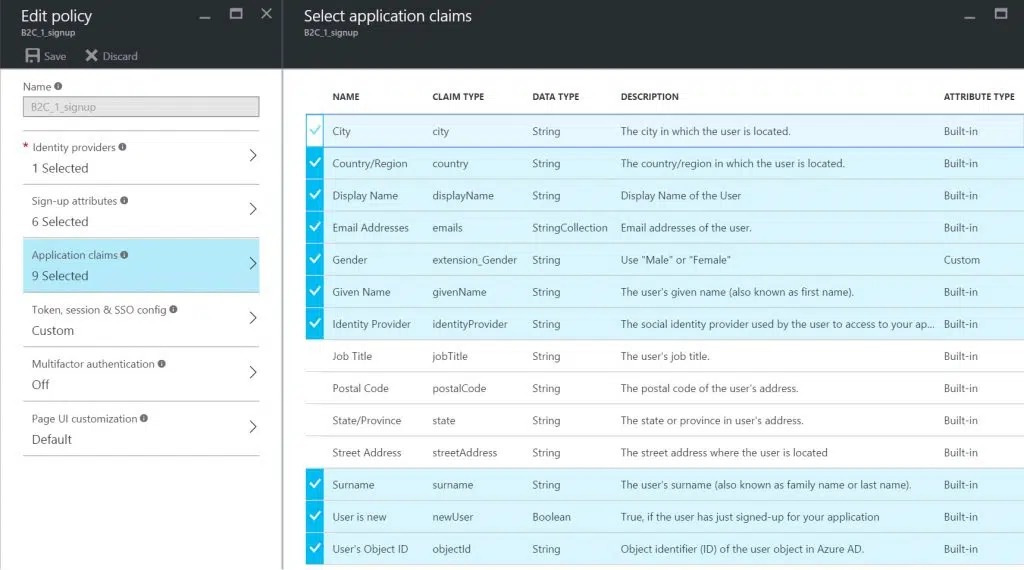 Edit policy
B2C_1_signup
Save Discard
Name
B2C_1_signup
* Identity providers
1 Selected
Sign-up attributes
6 Selected
Application claims
9 Selected
Token, session & SSO config
Custom
Multifactor authentication
Off
Page UI customization
Default
Select application claims
B2C_1_signup
NAME CLAIM TYPE DATA TYPE DESCRIPTION ATTRIBUTE TYPE
City city String The city in which the user is located. Built-in
Country/Region country String The country/region in which the user is located. Built-in
Display Name displayName String Display Name of the User Built-in
Email Addresses emails StringCollection Email addresses of the user. Built-in
Gender extension_Gender String Use "Male" or "Female" Custom
Given Name givenName String The user's given name (also known as first name). Built-in
Identity Provider identityProvider String The social identity provider used by the user to access to your ap... Built-in
Job Title jobTitle String The user's job title. Built-in
Postal Code postalCode String The postal code of the user's address. Built-in
State/Province state String The state or province in user's address. Built-in
Street Address streetAddress String The street address where the user is located Built-in
Surname surname String The user's surname (also known as family name or last name). Built-in
User is new newUser Boolean True, if the user has just signed-up for your application Built-in
User's Object ID objectId String Object identifier (ID) of the user object in Azure AD. Built-in